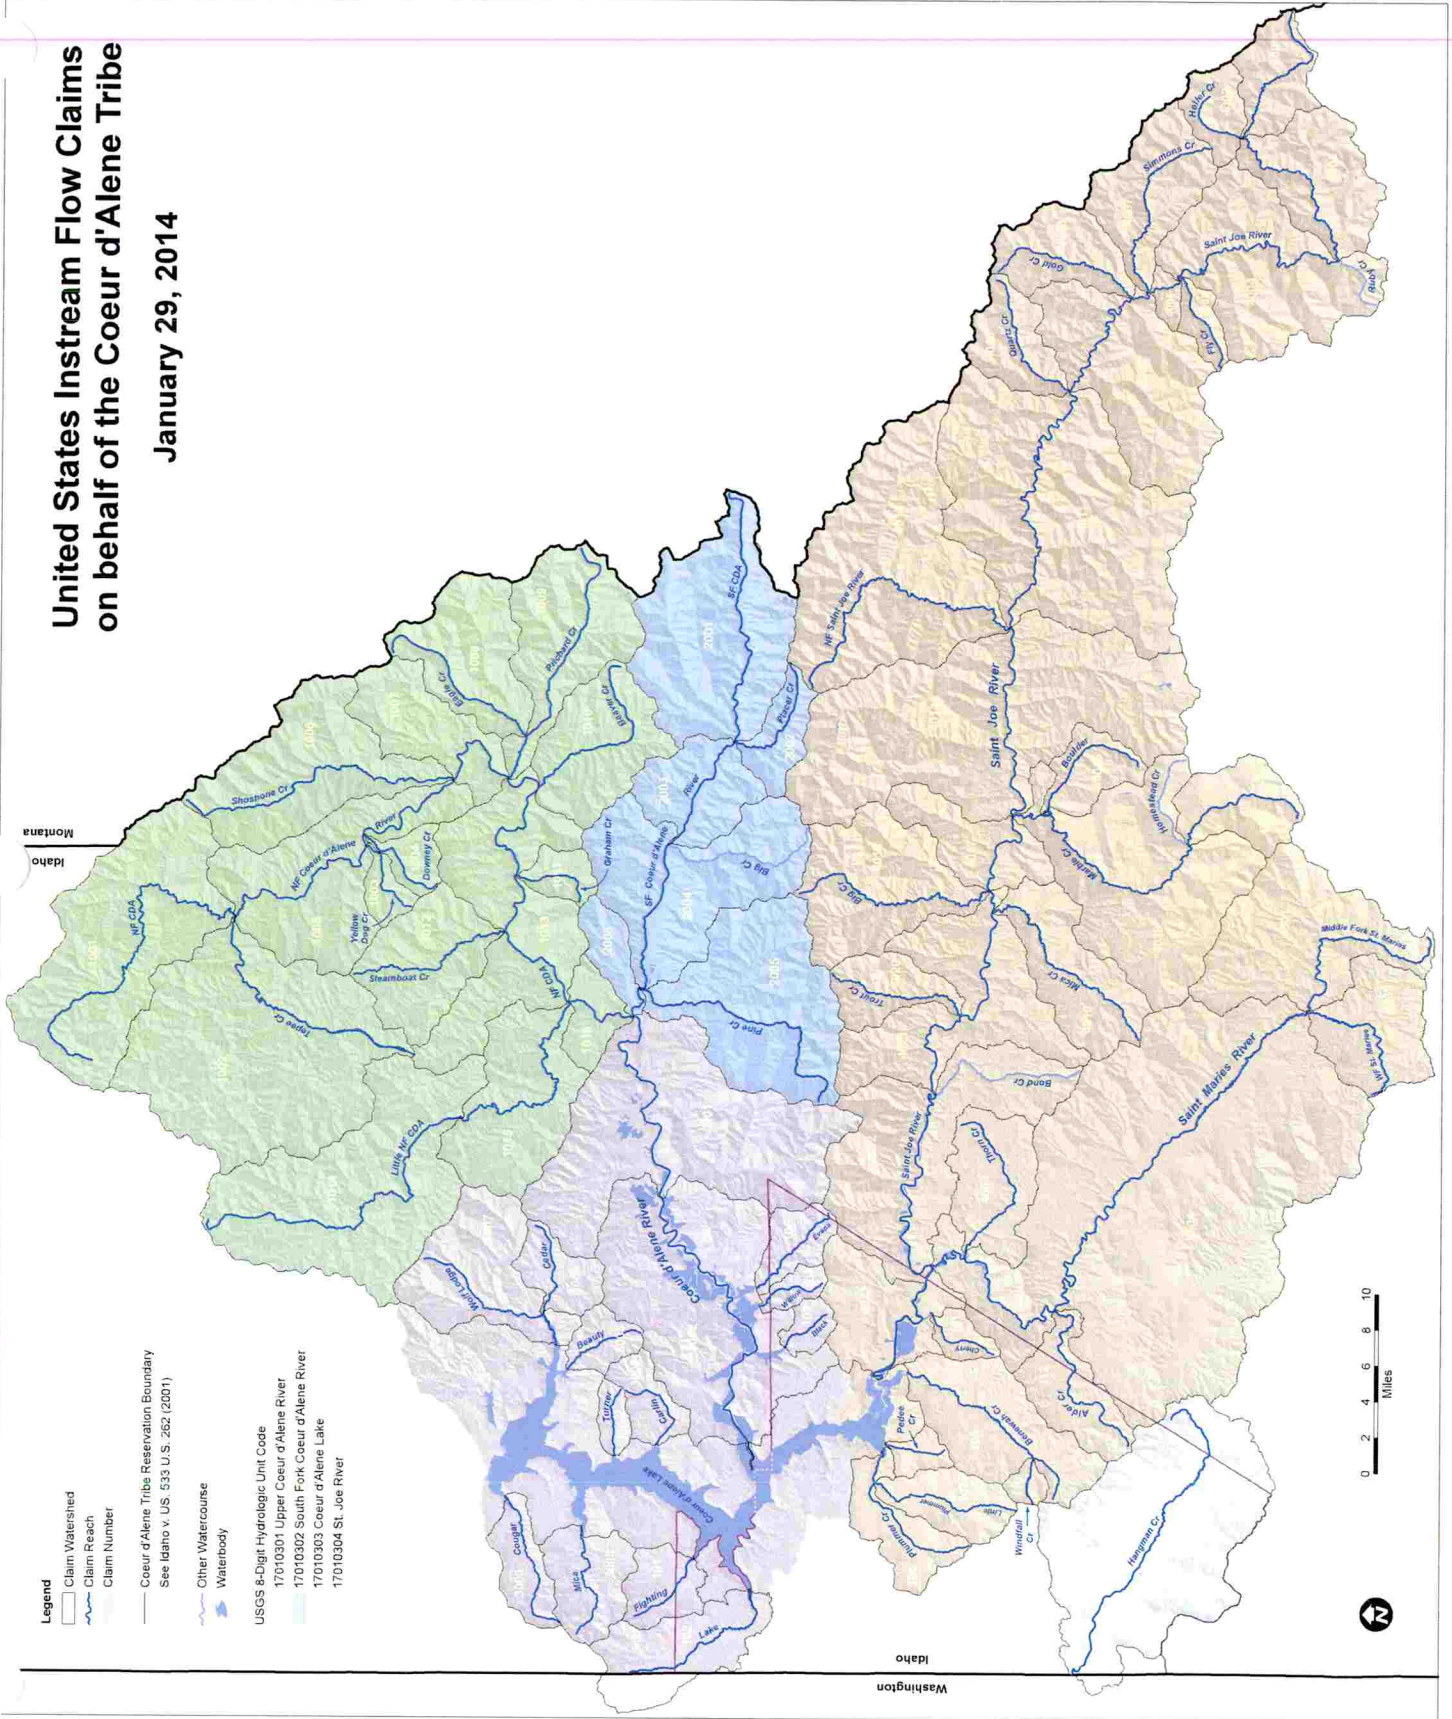 United States Instream Flow Claims
on behalf of the Coeur d'Alene Tribe
January 29, 2014
Legend
Claim Watershed
Claim Reach
Claim Number
Coeur d'Alene Tribe Reservation Boundary
See Idaho v. US. 533 U.S. 262 (2001)
Other Watercourse
Waterbody
USGS 8-Digit Hydrologic Unit Code
17010301 Upper Coeur d'Alene River
17010302 South Fork Coeur d'Alene River
17010303 Coeur d'Alene Lake
17010304 St. Joe River
Montana
Idaho
NF CDA
Shoshone Cr
NF Coeur d'Alene
River
Downey Cr
Yellow
Dog Cr
Steamboat Cr
Tepee Cr
Eagle Cr
Prichard Cr
Beaver Cr
NF CDA
Little NF CDA
Graham Cr
SF CDA
Placer Cr
SF Coeur d'Alene
River
Big Cr
Pine Cr
Wolf Lodge
Cedar
Beauty
Turner
Carlin
Coeur d'Alene River
Evans
Willow
Black
Coeur d'Alene Lake
Cougar
Mica
Fighting
Lake
Heller Cr
Simmons Cr
Saint Joe River
Ruby Cr
Gold Cr
Quartz Cr
Fly Cr
NF Saint Joe River
Saint Joe River
Boulder
Homestead Cr
Marble Cr
Big Cr
Mica Cr
Trout Cr
Bond Cr
Saint Joe River
Thorn Cr
Middle Fork St. Maries
WF St. Maries
Saint Maries River
Cherry
Alder Cr
Benewah Cr
Pedee
Cr
Plummer Cr
Little
Plummer
Windfall
Cr
Hangman Cr
Idaho
Washington
0 2 4 6 8 10
Miles
N